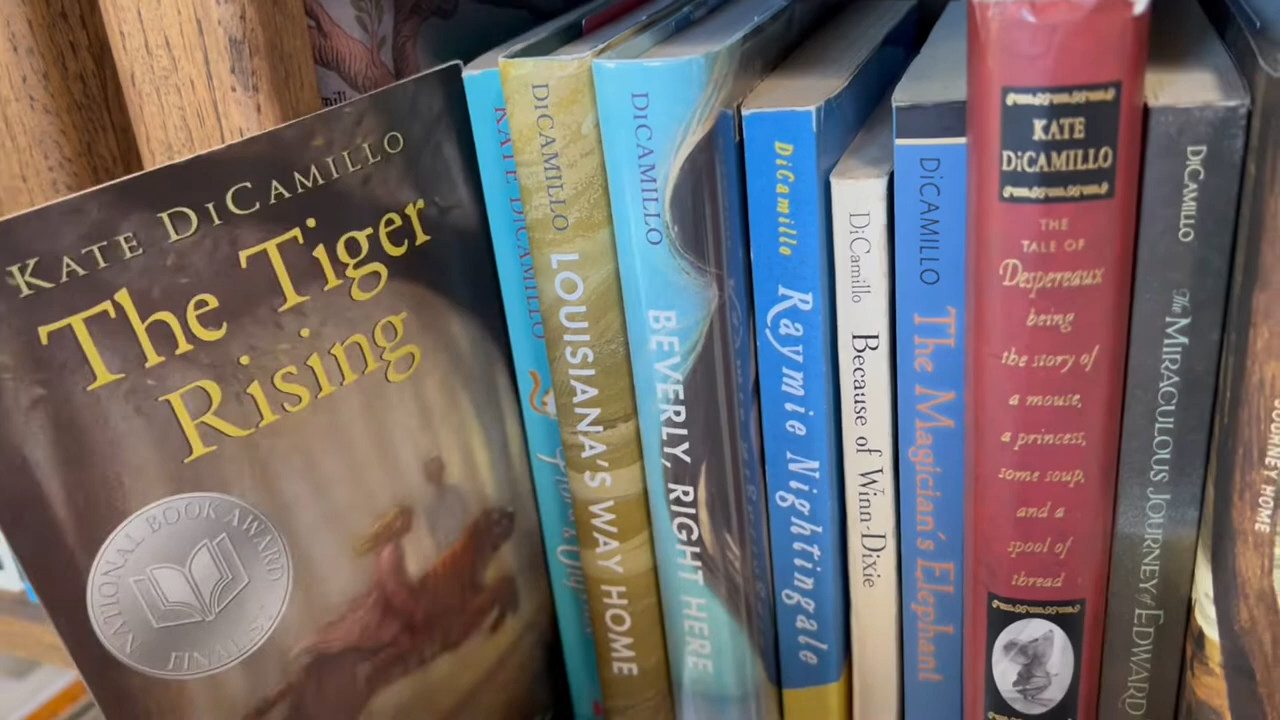 KATE DiCAMILLO
The Tiger
Rising
NATIONAL BOOK AWARD
KATE DiCAMILLO
DiCAMILLO LOUISIANA'S WAY HOME
DiCAMILLO BEVERLY, RIGHT HERE
DiCamillo Raymie Nightingale
DiCamillo Because of Winn-Dixie
DiCAMILLO The Magician's Elephant
KATE
DiCAMILLO
THE
TALE OF
Despereaux
being
the story of
a mouse,
a princess,
some soup,
and a
spool of
thread
DiCAMILLO The MIRACULOUS JOURNEY of EDWARD
JOURNEY HOME